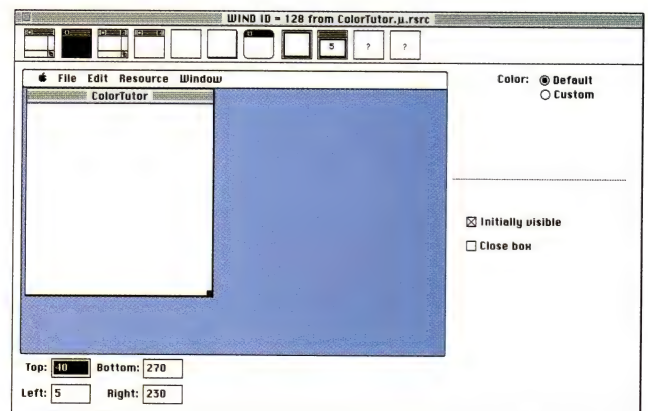 WIND ID = 128 from ColorTutor.µ.rsrc
5 ? ?
File Edit Resource Window
ColorTutor
Color: Default
Custom
Initially visible
Close box
Top: 40 Bottom: 270
Left: 5 Right: 230